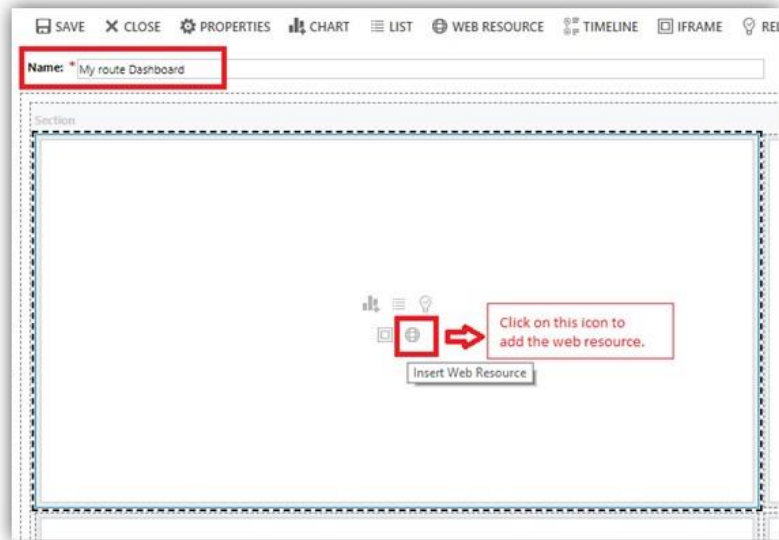 SAVE CLOSE PROPERTIES CHART LIST WEB RESOURCE TIMELINE IFRAME REL
Name: * My route Dashboard
Section
Click on this icon to
add the web resource.
Insert Web Resource